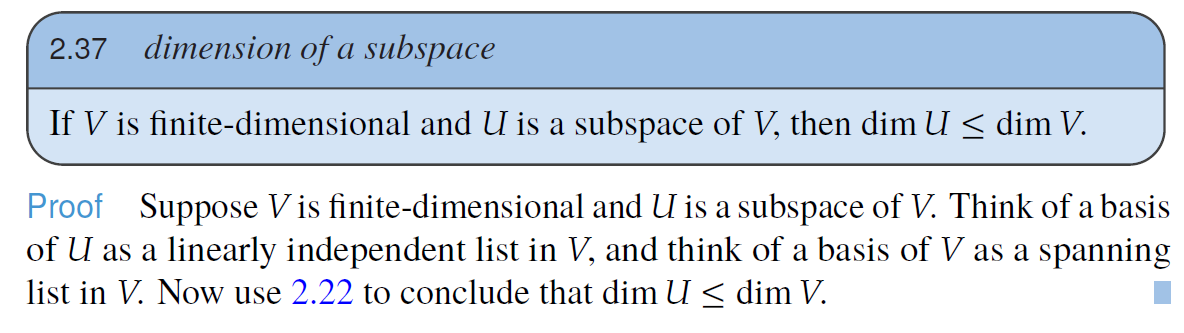 2.37 dimension of a subspace
If V is finite-dimensional and U is a subspace of V, then dim U ≤ dim V.
Proof Suppose V is finite-dimensional and U is a subspace of V. Think of a basis
of U as a linearly independent list in V, and think of a basis of V as a spanning
list in V. Now use 2.22 to conclude that dim U ≤ dim V.